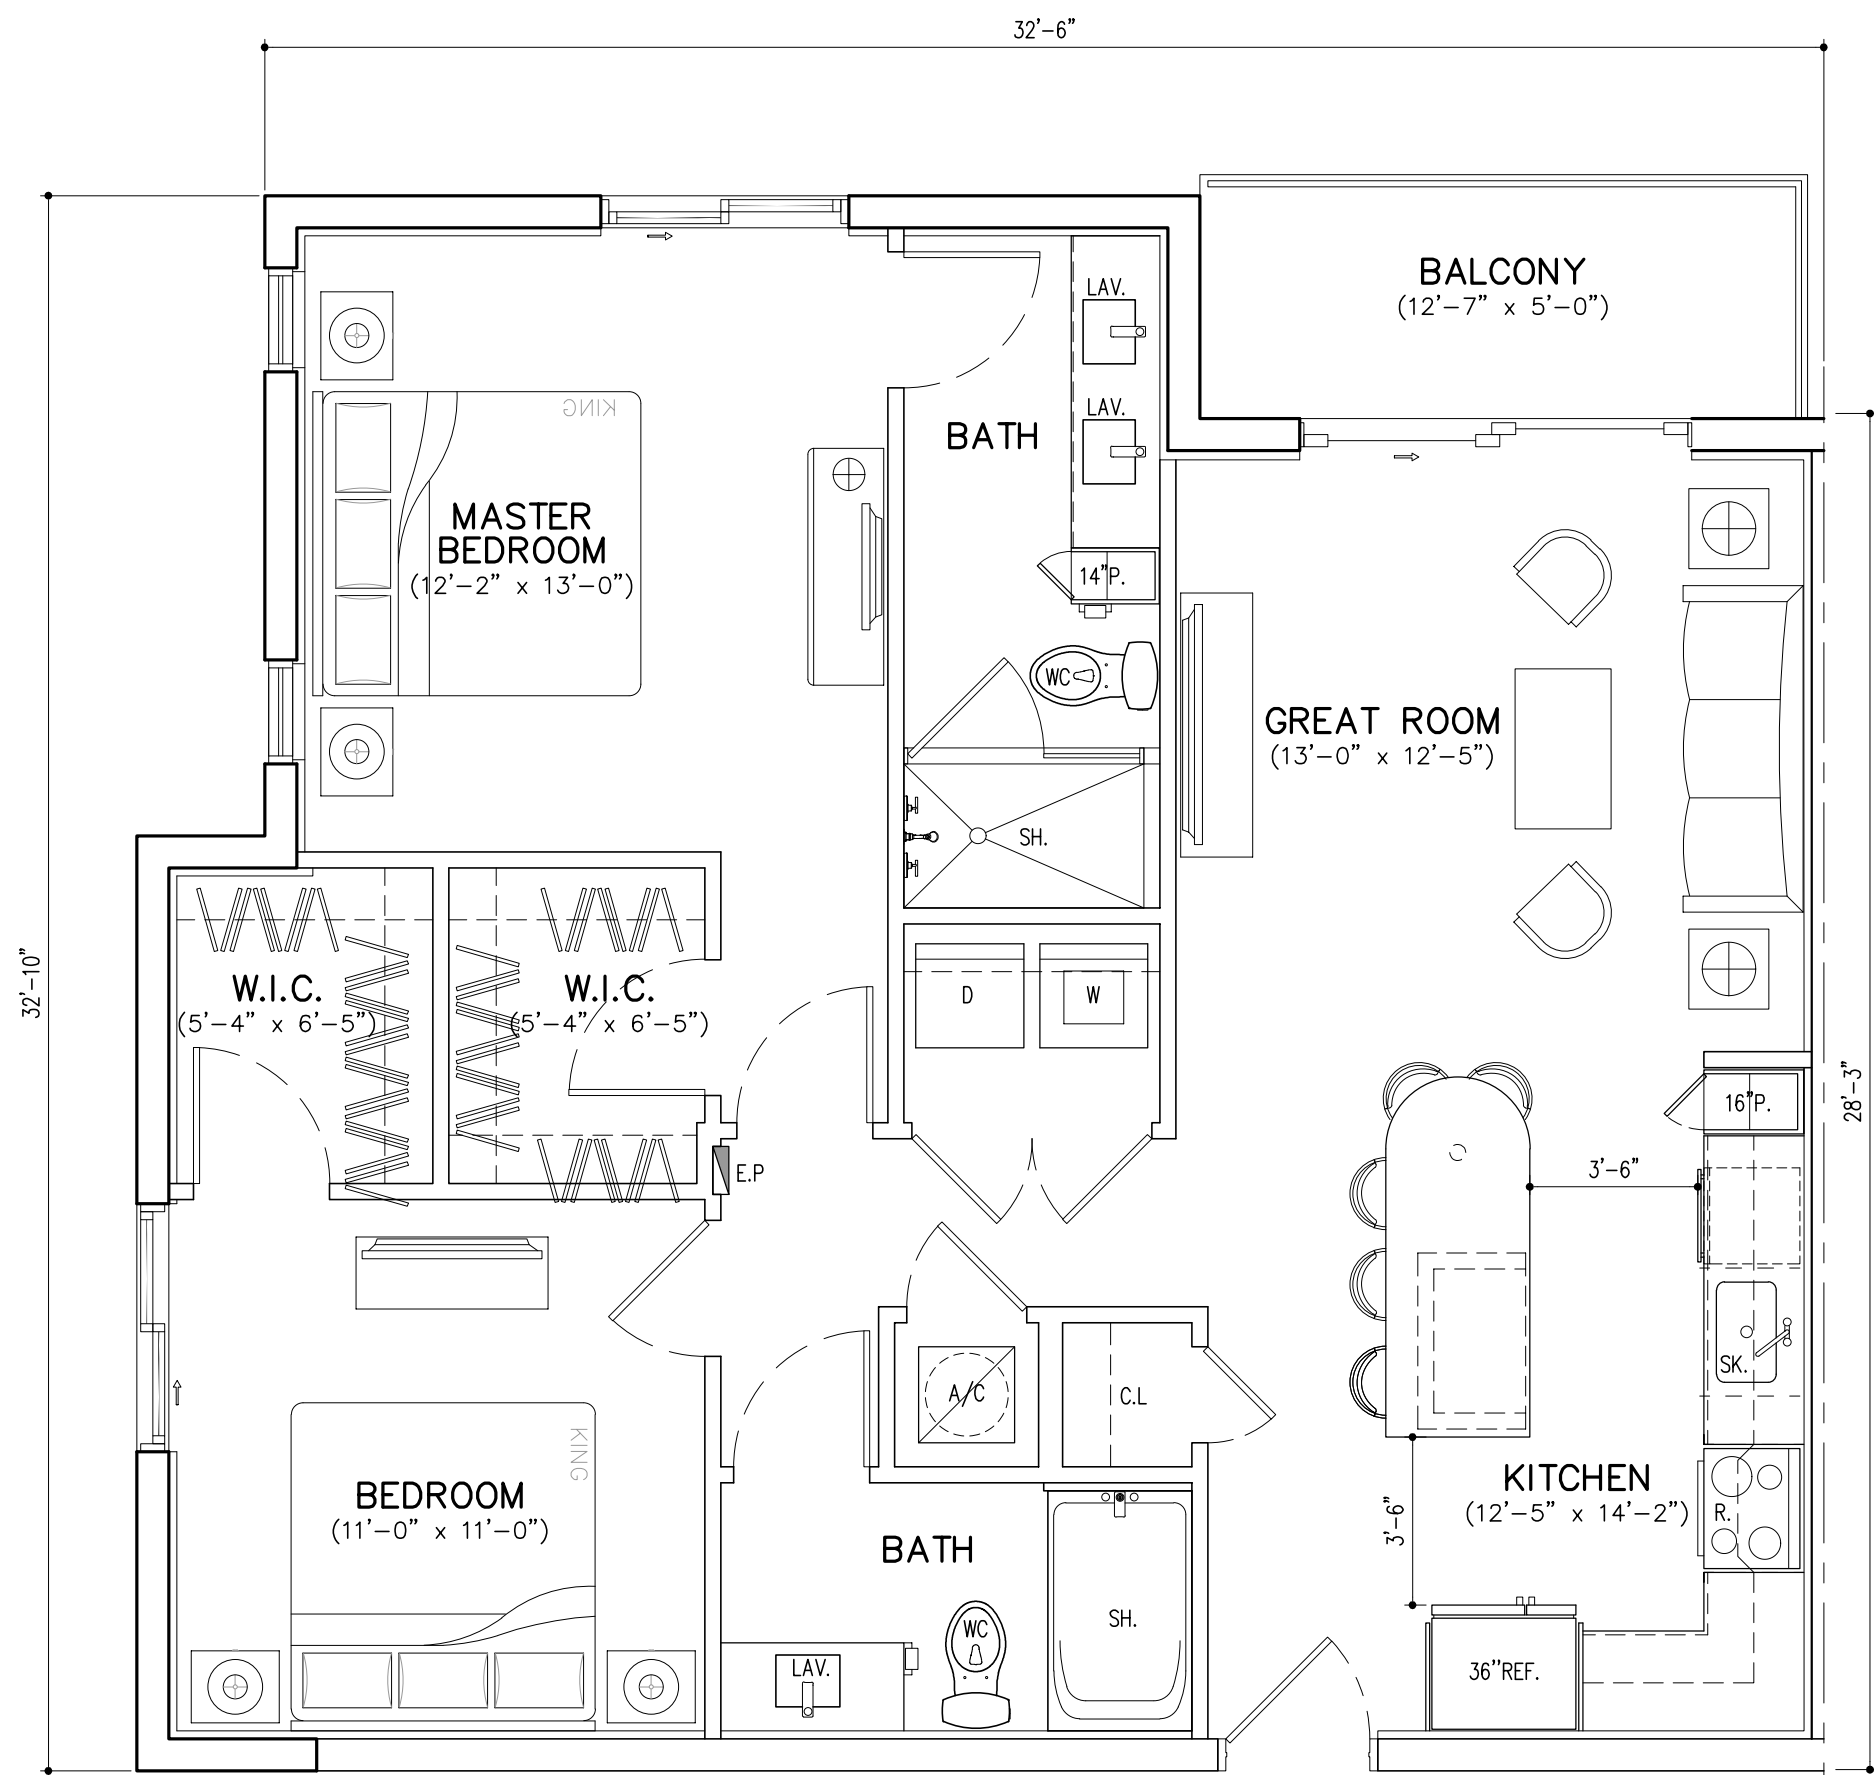 32'-6"
BALCONY
(12'-7" x 5'-0")
LAV.
KING
LAV.
BATH
MASTER
BEDROOM
(12'-2" x 13'-0")
14"P.
WC
GREAT ROOM
(13'-0" x 12'-5")
SH.
32'-10"
W.I.C.
(5'-4" x 6'-5")
W.I.C.
(5'-4" x 6'-5")
D
W
28'-3"
16"P.
E.P
3'-6"
SK.
A/C
C.L
KING
BEDROOM
(11'-0" x 11'-0")
KITCHEN
(12'-5" x 14'-2")
R.
3'-6"
BATH
WC
SH.
LAV.
36"REF.